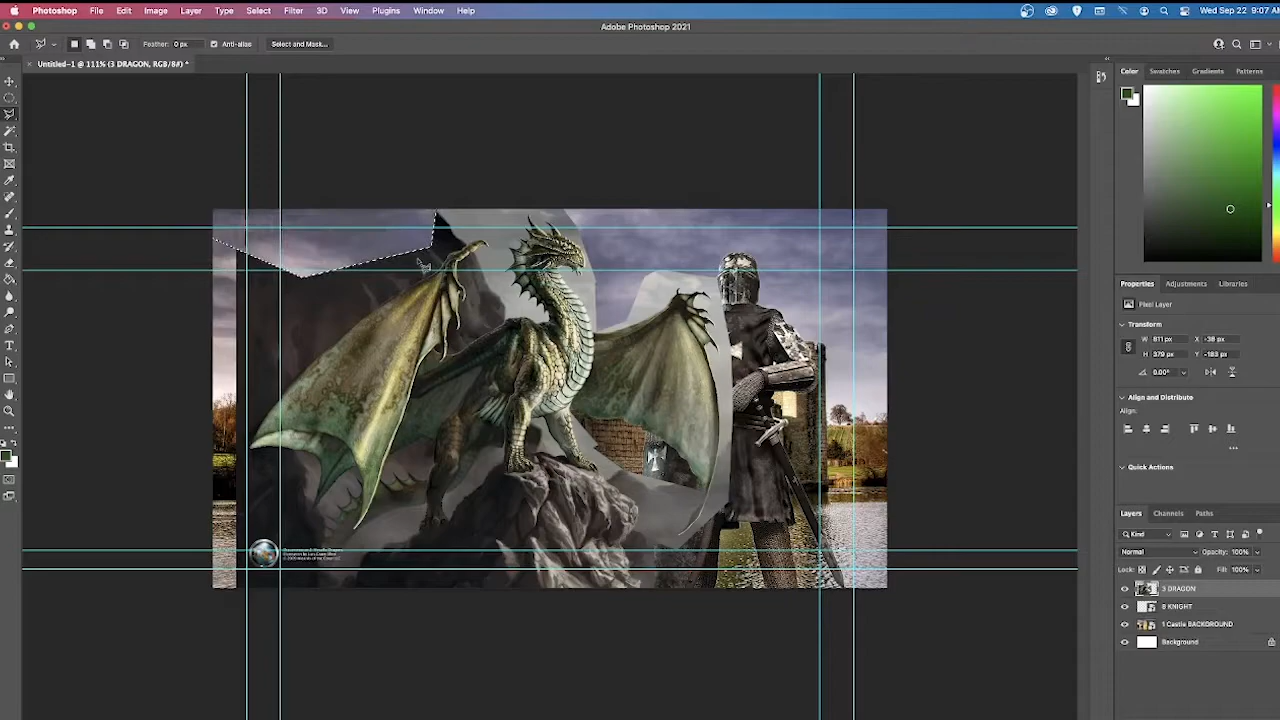 Photoshop File Edit Image Layer Type Select Filter 3D View Plugins Window Help
Wed Sep 22 9:07 AM
Adobe Photoshop 2021
Feather: 0 px Anti-alias Select and Mask...
Untitled-1 @ 111% (3 DRAGON, RGB/8#) *
Color Swatches Gradients Patterns
Properties Adjustments Libraries
Pixel Layer
Transform
W 811 px X -38 px
H 379 px Y -183 px
0.00°
Align and Distribute
Align:
Quick Actions
Layers Channels Paths
Kind
Normal Opacity: 100%
Lock: Fill: 100%
3 DRAGON
8 KNIGHT
1 Castle BACKGROUND
Background